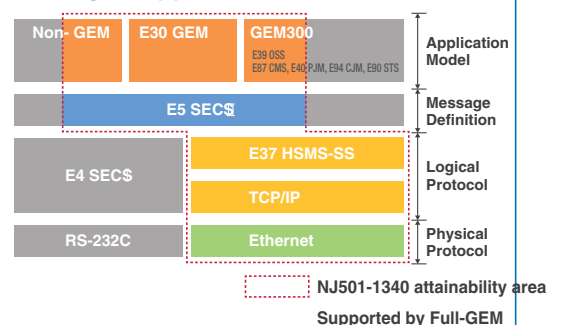 Non- GEM
E30 GEM
GEM300
E39 OSS
E87 CMS, E40 PJM, E94 CJM, E90 STS
Application
Model
E5 SECS
Message
Definition
E37 HSMS-SS
E4 SECS
Logical
Protocol
TCP/IP
RS-232C
Ethernet
Physical
Protocol
NJ501-1340 attainability area
Supported by Full-GEM